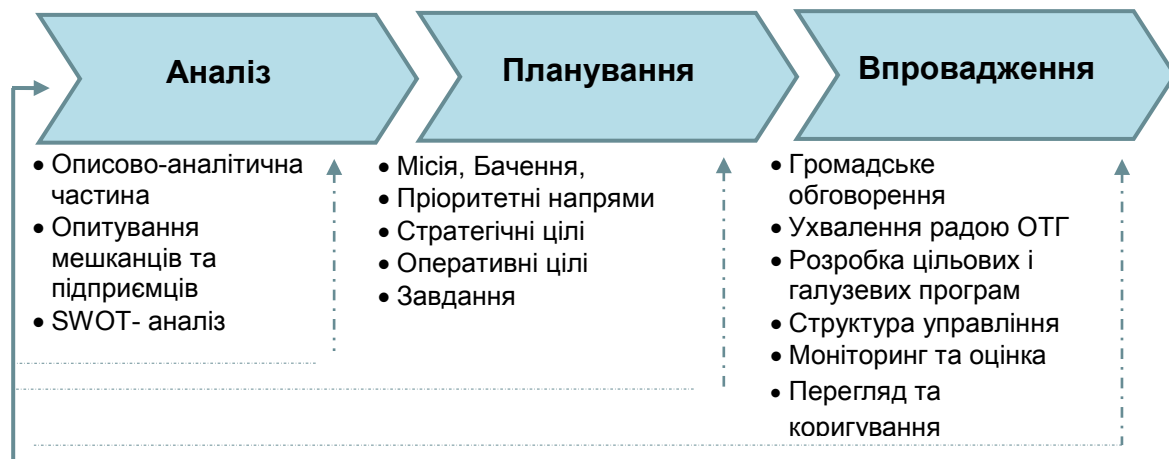 Аналіз
Планування
Впровадження
• Описово-аналітична
частина
• Опитування
мешканців та
підприємців
• SWOT- аналіз
• Місія, Бачення,
• Пріоритетні напрями
• Стратегічні цілі
• Оперативні цілі
• Завдання
• Громадське
обговорення
• Ухвалення радою ОТГ
• Розробка цільових і
галузевих програм
• Структура управління
• Моніторинг та оцінка
• Перегляд та
коригування